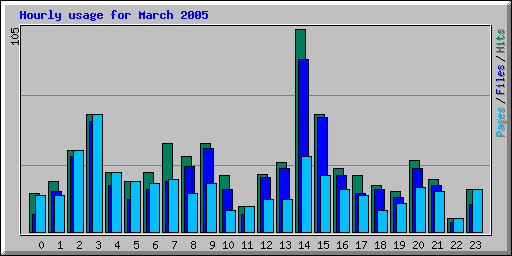 Hourly usage for March 2005
105
Pages/Files/Hits
0 1 2 3 4 5 6 7 8 9 10 11 12 13 14 15 16 17 18 19 20 21 22 23